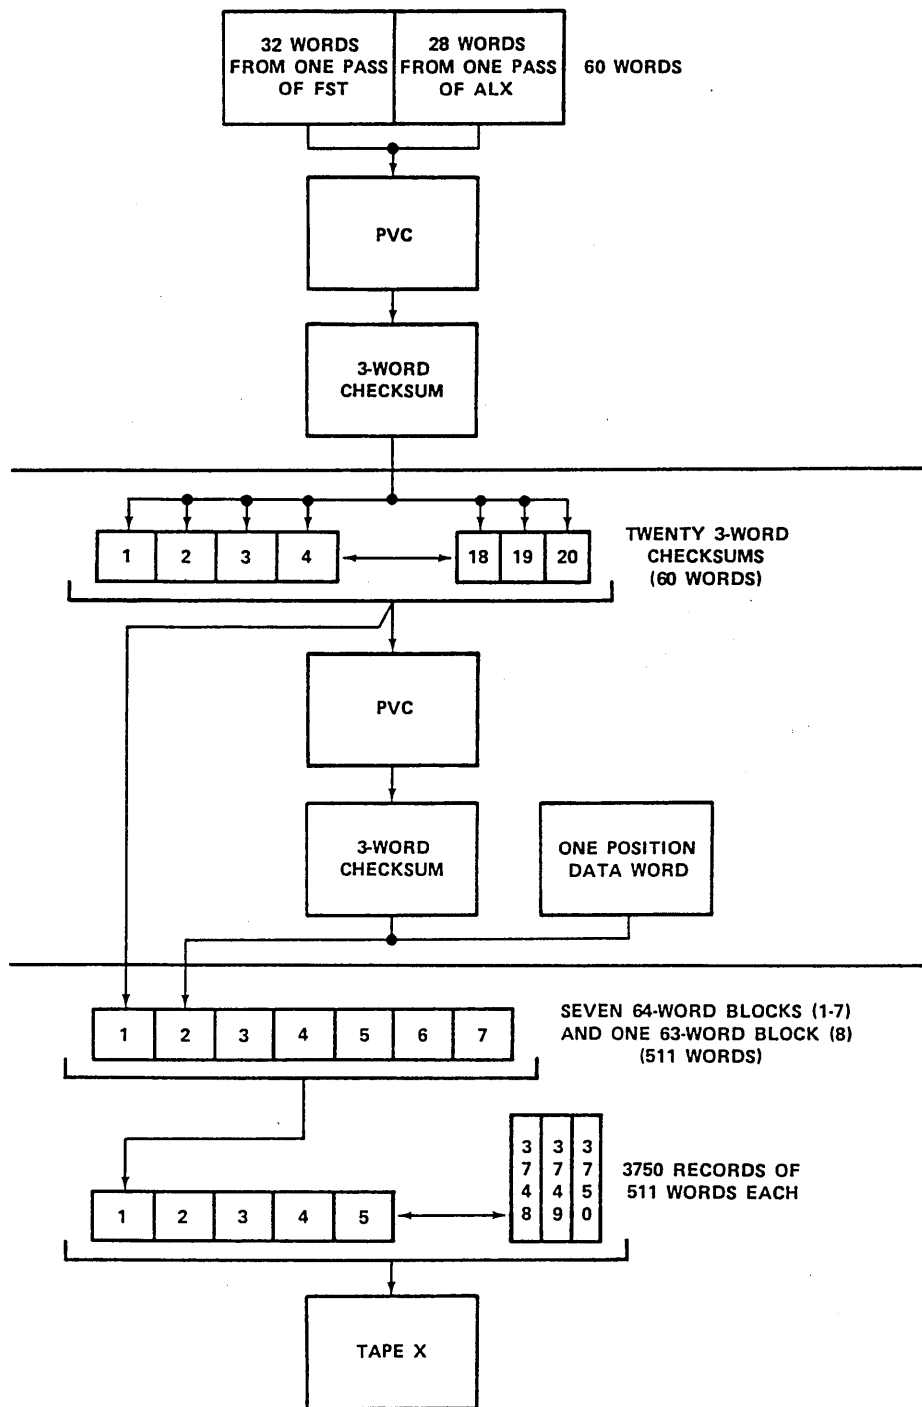 32 WORDS
FROM ONE PASS
OF FST
28 WORDS
FROM ONE PASS
OF ALX
60 WORDS
PVC
3-WORD
CHECKSUM
1 2 3 4 18 19 20
TWENTY 3-WORD
CHECKSUMS
(60 WORDS)
PVC
3-WORD
CHECKSUM
ONE POSITION
DATA WORD
1 2 3 4 5 6 7
SEVEN 64-WORD BLOCKS (1-7)
AND ONE 63-WORD BLOCK (8)
(511 WORDS)
1 2 3 4 5
3748 3749 3750
3750 RECORDS OF
511 WORDS EACH
TAPE X